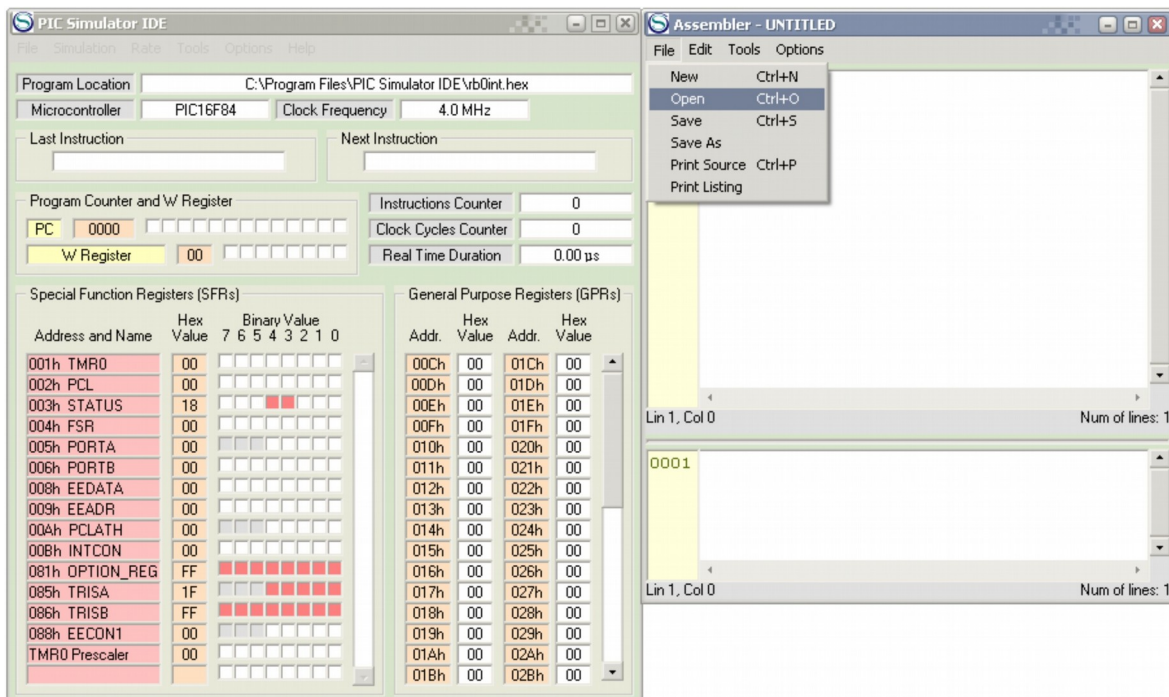 PIC Simulator IDE
File Simulation Rate Tools Options Help
Program Location C:\Program Files\PIC Simulator IDE\rb0int.hex
Microcontroller PIC16F84 Clock Frequency 4.0 MHz
Last Instruction Next Instruction
Program Counter and W Register
PC 0000
W Register 00
Instructions Counter 0
Clock Cycles Counter 0
Real Time Duration 0.00 µs
Special Function Registers (SFRs)
Address and Name Hex Value Binary Value 7 6 5 4 3 2 1 0
001h TMR0 00
002h PCL 00
003h STATUS 18
004h FSR 00
005h PORTA 00
006h PORTB 00
008h EEDATA 00
009h EEADR 00
00Ah PCLATH 00
00Bh INTCON 00
081h OPTION_REG FF
085h TRISA 1F
086h TRISB FF
088h EECON1 00
TMR0 Prescaler 00
General Purpose Registers (GPRs)
Addr. Hex Value Addr. Hex Value
00Ch 00 01Ch 00
00Dh 00 01Dh 00
00Eh 00 01Eh 00
00Fh 00 01Fh 00
010h 00 020h 00
011h 00 021h 00
012h 00 022h 00
013h 00 023h 00
014h 00 024h 00
015h 00 025h 00
016h 00 026h 00
017h 00 027h 00
018h 00 028h 00
019h 00 029h 00
01Ah 00 02Ah 00
01Bh 00 02Bh 00
Assembler - UNTITLED
File Edit Tools Options
New Ctrl+N
Open Ctrl+O
Save Ctrl+S
Save As
Print Source Ctrl+P
Print Listing
Lin 1, Col 0 Num of lines: 1
0001
Lin 1, Col 0 Num of lines: 1